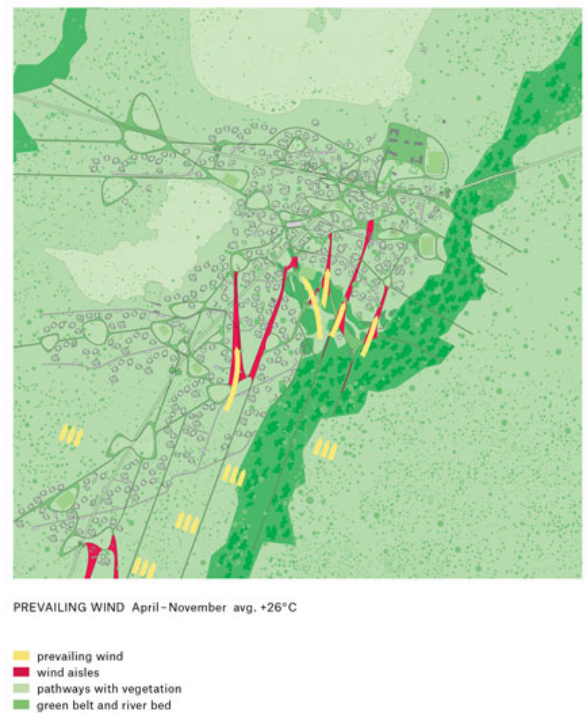 PREVAILING WIND April – November avg. +26°C
prevailing wind
wind aisles
pathways with vegetation
green belt and river bed